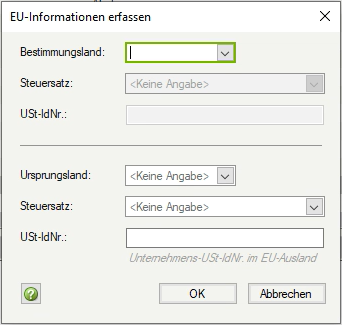 EU-Informationen erfassen
Bestimmungsland:
Steuersatz: <Keine Angabe>
USt-IdNr.:
Ursprungsland: <Keine Angabe>
Steuersatz: <Keine Angabe>
USt-IdNr.:
Unternehmens-USt-IdNr. im EU-Ausland
? OK Abbrechen